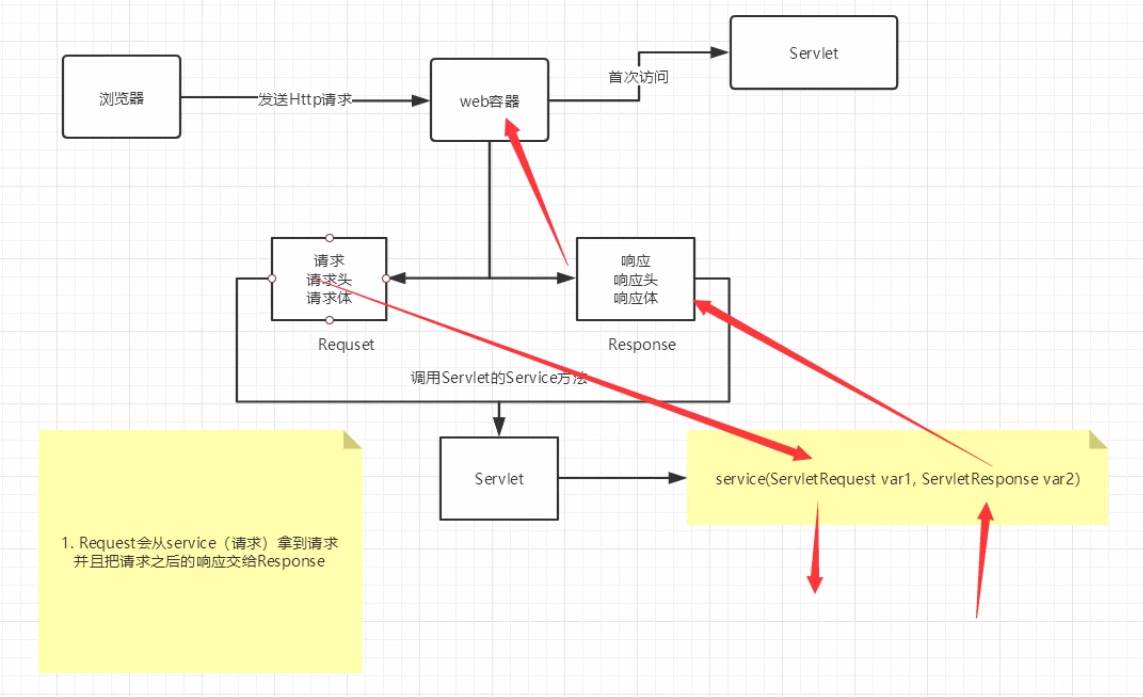 Servlet
首次访问
浏览器
发送Http请求
web容器
请求
请求头
请求体
响应
响应头
响应体
Requset
Response
调用Servlet的Service方法
Servlet
service(ServletRequest var1, ServletResponse var2)
1. Request会从service（请求）拿到请求
并且把请求之后的响应交给Response